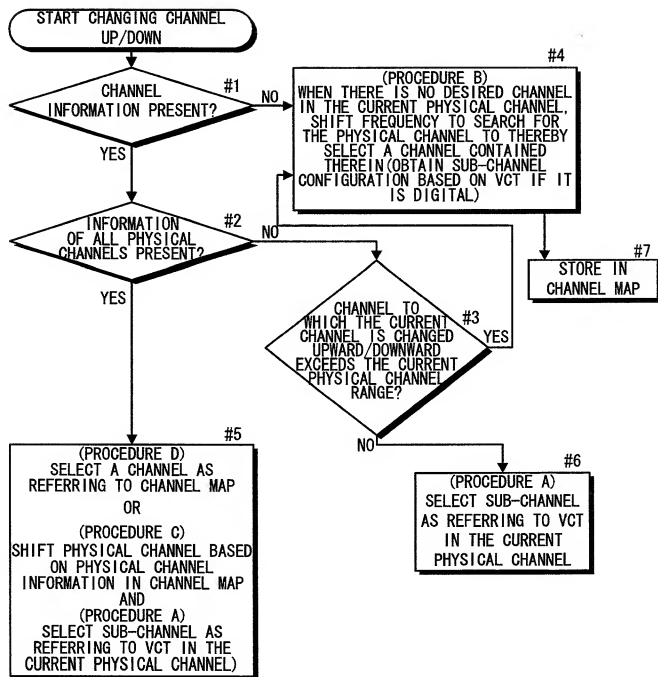 START CHANGING CHANNEL
UP/DOWN
#1
CHANNEL
INFORMATION PRESENT?
NO
YES
#4
(PROCEDURE B)
WHEN THERE IS NO DESIRED CHANNEL
IN THE CURRENT PHYSICAL CHANNEL,
SHIFT FREQUENCY TO SEARCH FOR
THE PHYSICAL CHANNEL TO THEREBY
SELECT A CHANNEL CONTAINED
THEREIN(OBTAIN SUB-CHANNEL
CONFIGURATION BASED ON VCT IF IT
IS DIGITAL)
#2
INFORMATION
OF ALL PHYSICAL
CHANNELS PRESENT?
NO
YES
#7
STORE IN
CHANNEL MAP
#3
CHANNEL TO
WHICH THE CURRENT
CHANNEL IS CHANGED
UPWARD/DOWNWARD
EXCEEDS THE CURRENT
PHYSICAL CHANNEL
RANGE?
YES
NO
#5
(PROCEDURE D)
SELECT A CHANNEL AS
REFERRING TO CHANNEL MAP
OR
(PROCEDURE C)
SHIFT PHYSICAL CHANNEL BASED
ON PHYSICAL CHANNEL
INFORMATION IN CHANNEL MAP
AND
(PROCEDURE A)
SELECT SUB-CHANNEL AS
REFERRING TO VCT IN THE
CURRENT PHYSICAL CHANNEL)
#6
(PROCEDURE A)
SELECT SUB-CHANNEL
AS REFERRING TO VCT
IN THE CURRENT
PHYSICAL CHANNEL